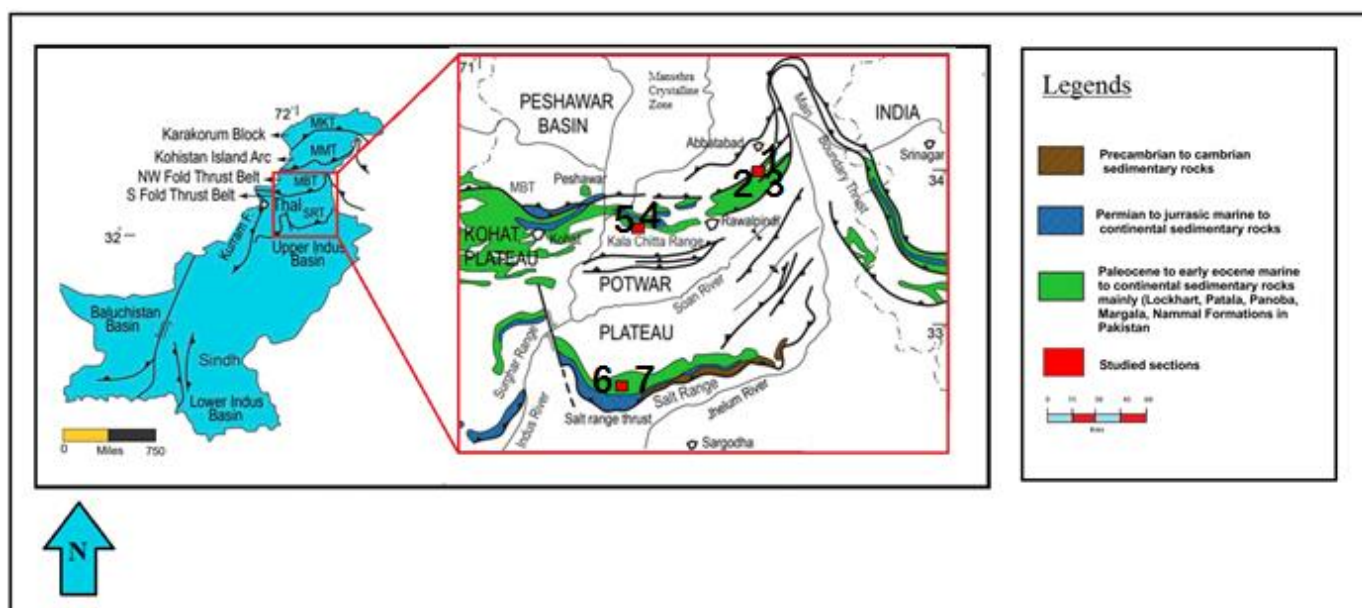 72°
Karakorum Block
MKT
Kohistan Island Arc
MMT
NW Fold Thrust Belt
MBT
S Fold Thrust Belt
Thal
SRT
32°
Kurram F.
Upper Indus
Basin
Baluchistan
Basin
Sindh
Lower Indus
Basin
0 Miles 750
N
71°
Mansehra
Crystalline
Zone
PESHAWAR
BASIN
INDIA
Main
Boundary Thrust
Abbatabad
Srinagar
1
2 3
34
Peshawar
MBT
5 4
Rawalpindi
KOHAT
PLATEAU
Kohat
Kala Chitta Range
POTWAR
Soan River
PLATEAU
33
Surghar Range
6 7
Salt Range
Jhelum River
Salt range thrust
Indus River
Sargodha
Legends
Precambrian to cambrian
sedimentary rocks
Permian to jurrasic marine to
continental sedimentary rocks
Paleocene to early eocene marine
to continental sedimentary rocks
mainly (Lockhart, Patala, Panoba,
Margala, Nammal Formations in
Pakistan
Studied sections
0